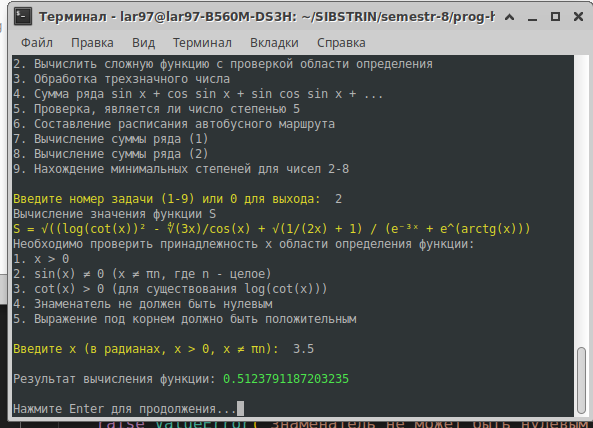 Терминал - lar97@lar97-B560M-DS3H: ~/SIBSTRIN/semestr-8/prog-h
Файл Правка Вид Терминал Вкладки Справка
2. Вычислить сложную функцию с проверкой области определения
3. Обработка трехзначного числа
4. Сумма ряда sin x + cos sin x + sin cos sin x + ...
5. Проверка, является ли число степенью 5
6. Составление расписания автобусного маршрута
7. Вычисление суммы ряда (1)
8. Вычисление суммы ряда (2)
9. Нахождение минимальных степеней для чисел 2-8
Введите номер задачи (1-9) или 0 для выхода: 2
Вычисление значения функции S
S = √((log(cot(x))² - ∜(3x)/cos(x) + √(1/(2x) + 1) / (e⁻³ˣ + e^(arctg(x)))
Необходимо проверить принадлежность x области определения функции:
1. x > 0
2. sin(x) ≠ 0 (x ≠ πn, где n - целое)
3. cot(x) > 0 (для существования log(cot(x)))
4. Знаменатель не должен быть нулевым
5. Выражение под корнем должно быть положительным
Введите x (в радианах, x > 0, x ≠ πn): 3.5
Результат вычисления функции: 0.5123791187203235
Нажмите Enter для продолжения...
raise ValueError("Знаменатель не может быть нулевым